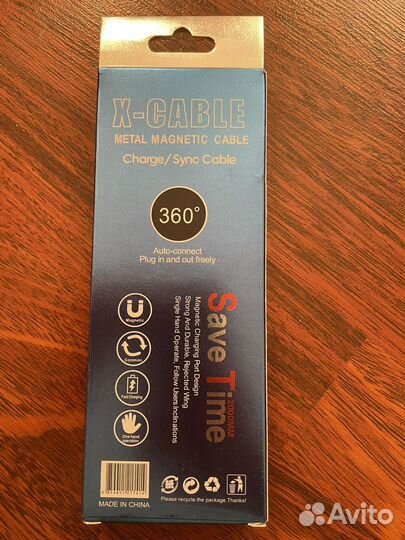 X-CABLE
METAL MAGNETIC CABLE
Charge/Sync Cable
360°
Auto-connect
Plug in and out freely
Save Time
2000MM
Magnetic Charging Port Design
Strong And Durable, Rejected Wing
Single Hand Operate, Follow Users Inclinations
Magnetic
Common
Fast Charging
One hand
operation
Please recycle the package.Thanks!
MADE IN CHINA
Avito